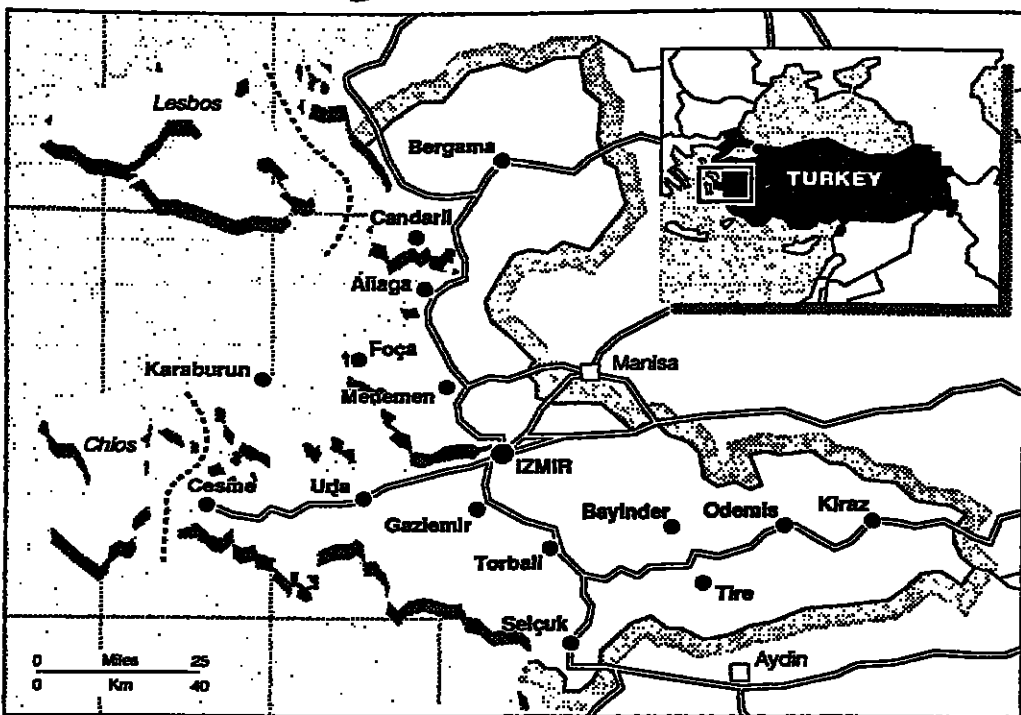 Lesbos
Bergama
TURKEY
Candarli
Aliaga
Foça
Karaburun
Manisa
Menemen
Chios
IZMIR
Cesme
Urla
Gaziemir
Bayinder
Odemis
Kiraz
Torbali
Tire
Selçuk
Aydin
0 Miles 25
0 Km 40